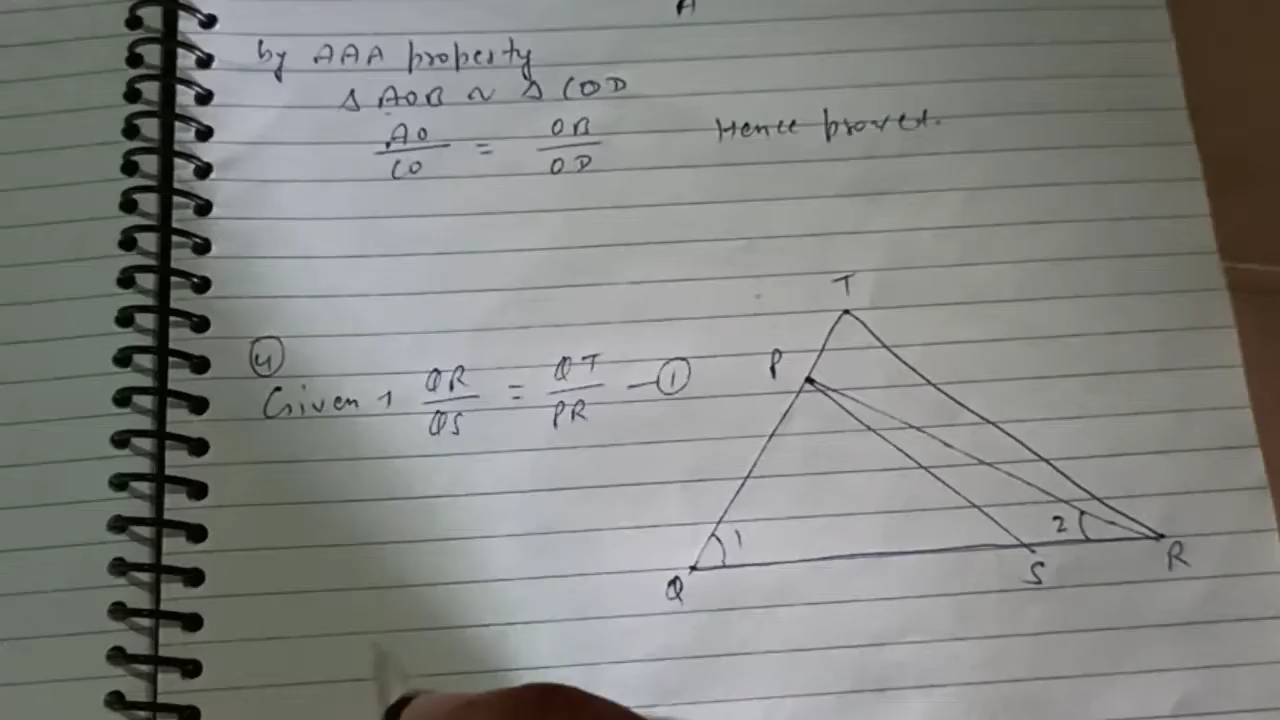 A
by AAA property
Δ AOB ~ Δ COD
AO/CO = OB/OD Hence proved.
④
Given, QR/QS = QT/PR —①
T
P
1
2
Q
S
R